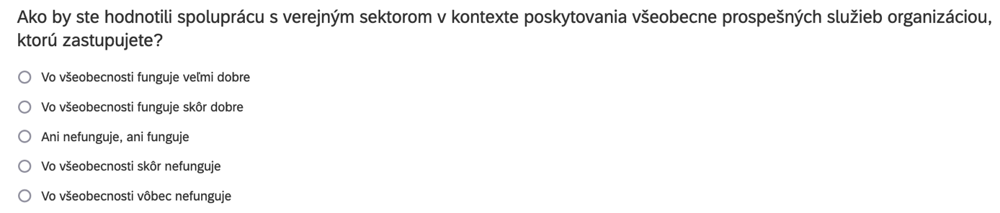 Ako by ste hodnotili spoluprácu s verejným sektorom v kontexte poskytovania všeobecne prospešných služieb organizáciou,
ktorú zastupujete?
Vo všeobecnosti funguje veľmi dobre
Vo všeobecnosti funguje skôr dobre
Ani nefunguje, ani funguje
Vo všeobecnosti skôr nefunguje
Vo všeobecnosti vôbec nefunguje